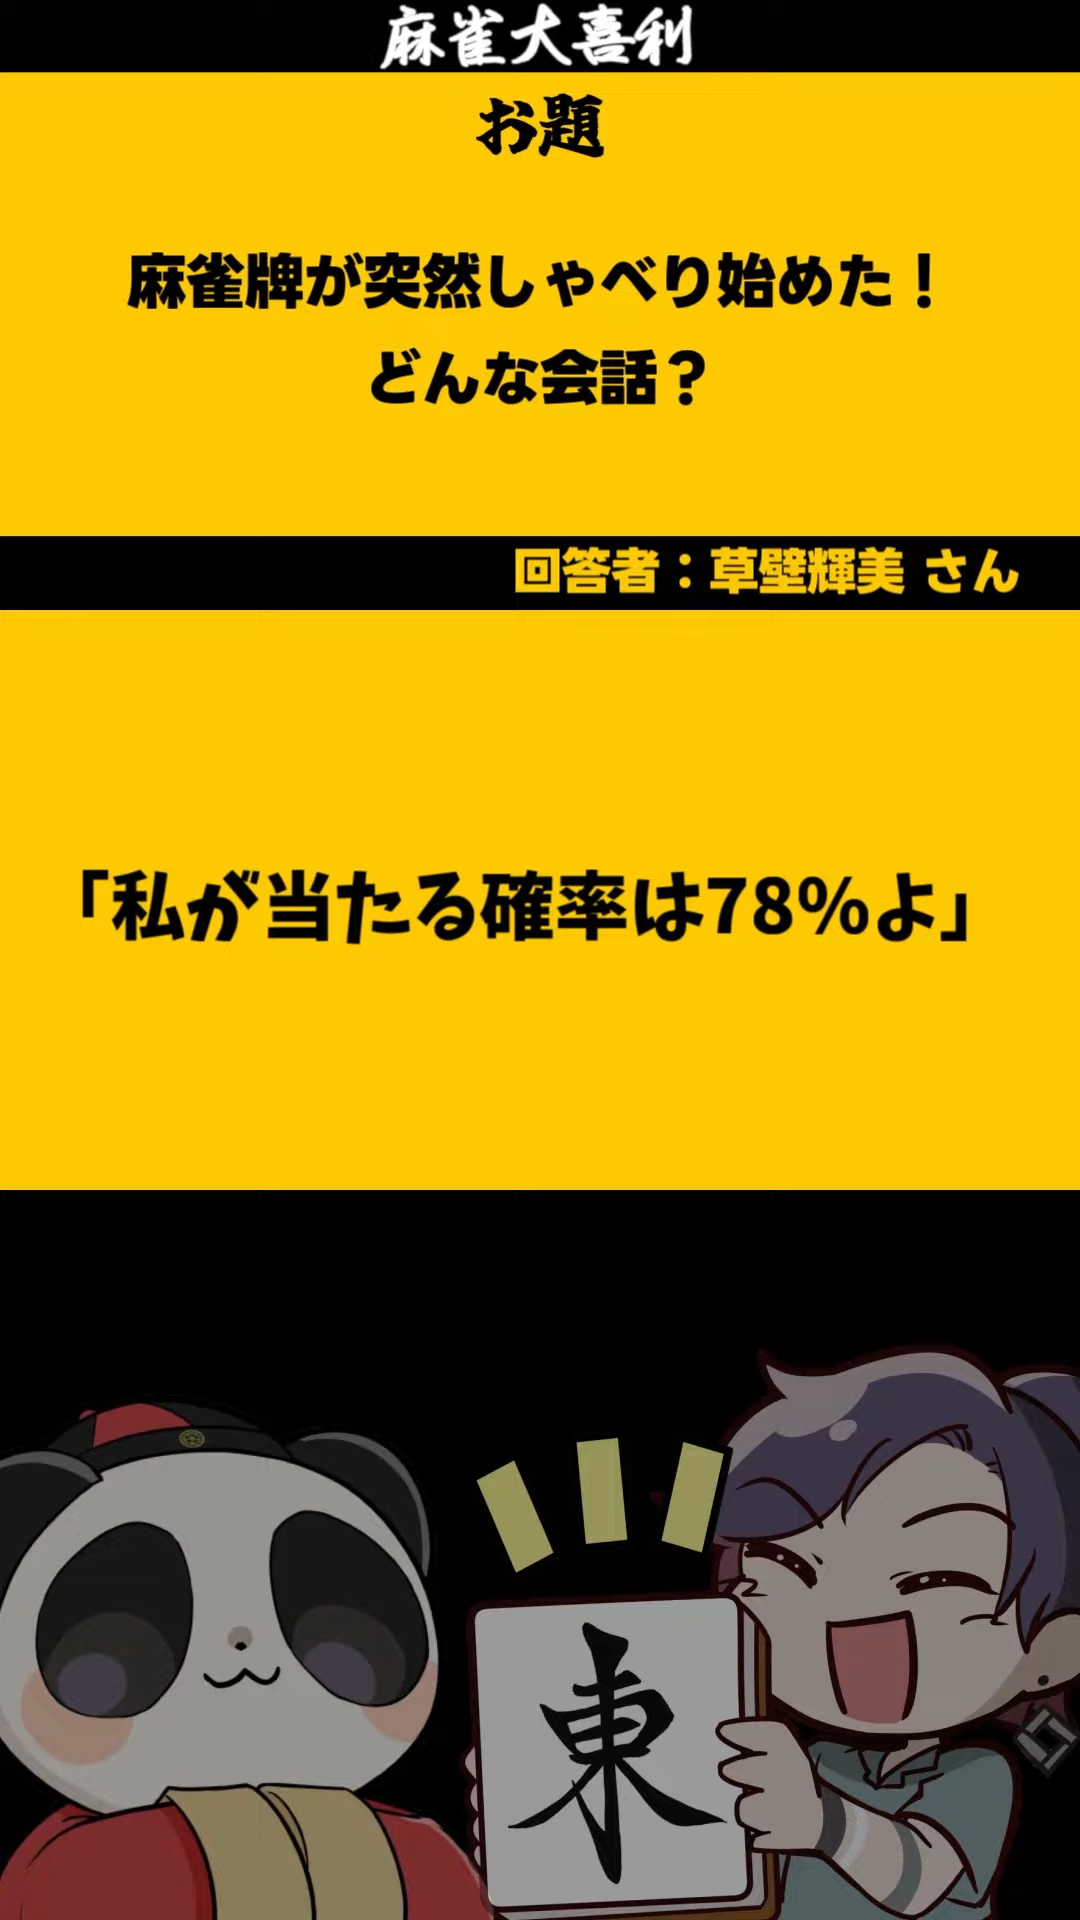 麻雀大喜利
お題
麻雀牌が突然しゃべり始めた！
どんな会話？
回答者：草壁輝美 さん
「私が当たる確率は78%よ」
東